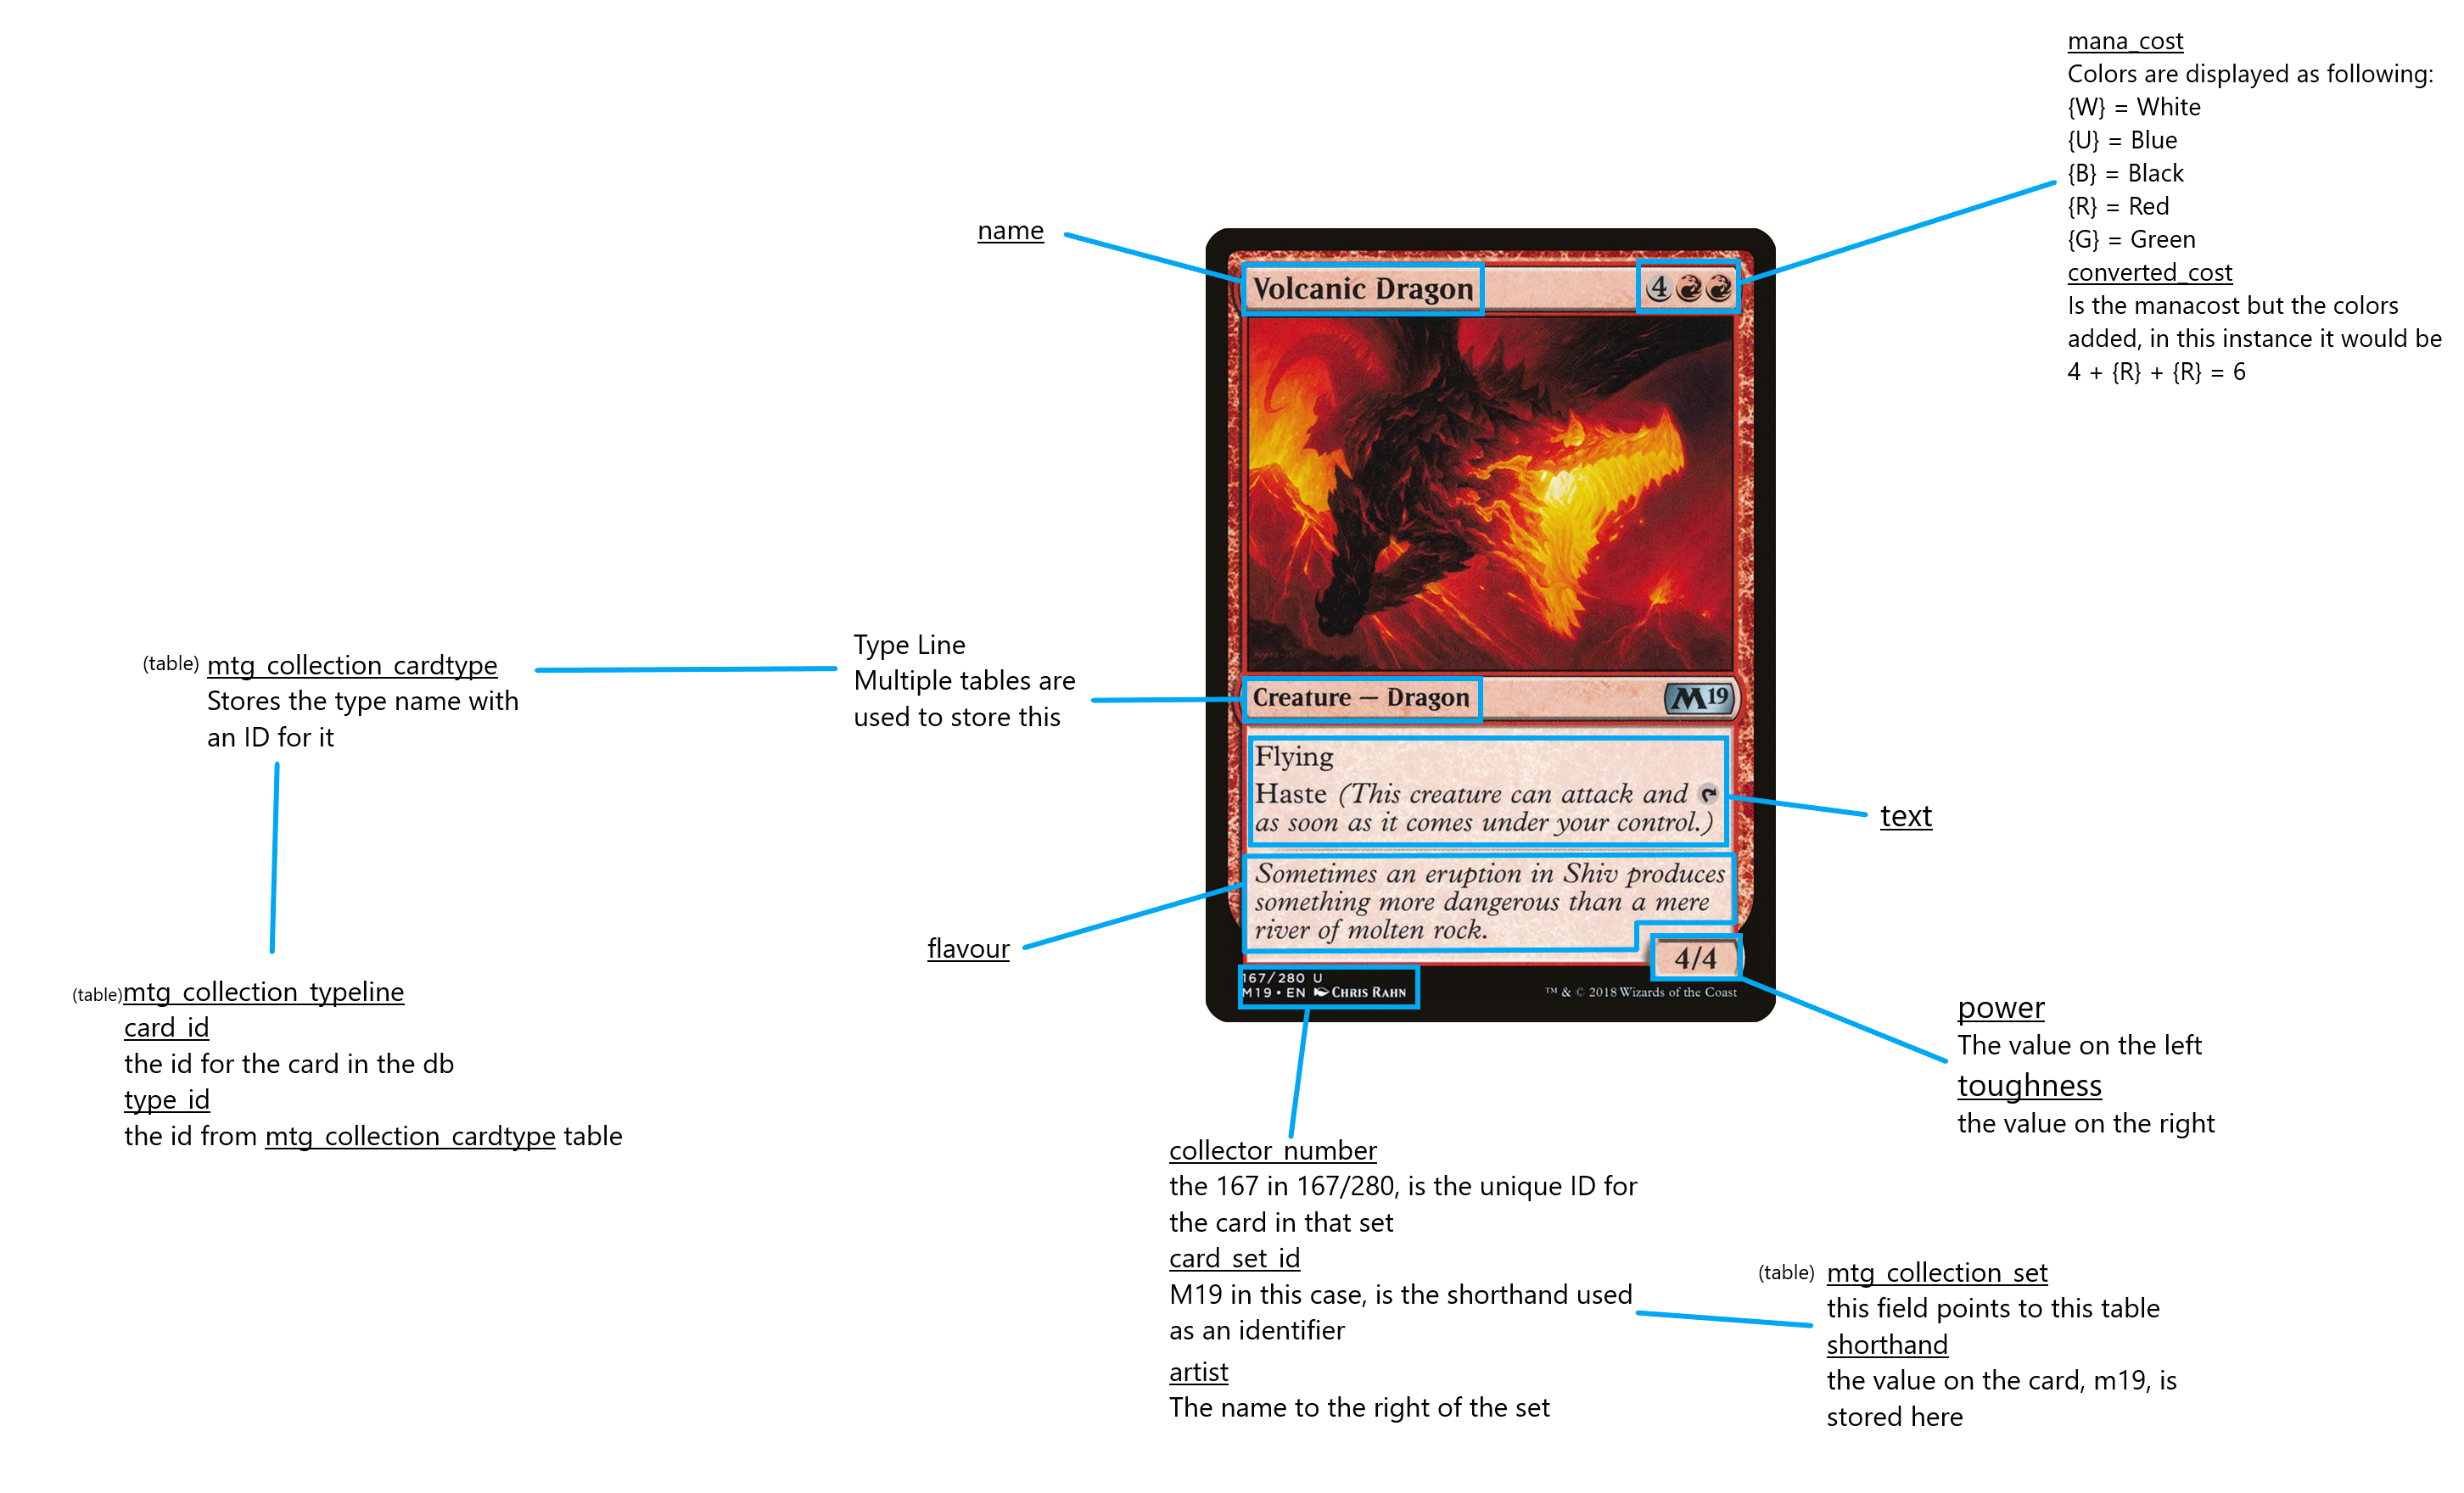 mana_cost
Colors are displayed as following:
{W} = White
{U} = Blue
{B} = Black
{R} = Red
{G} = Green
converted_cost
Is the manacost but the colors
added, in this instance it would be
4 + {R} + {R} = 6
name
Volcanic Dragon 4
(table) mtg_collection_cardtype
Stores the type name with
an ID for it
Type Line
Multiple tables are
used to store this
Creature — Dragon M19
Flying
Haste (This creature can attack and
as soon as it comes under your control.)
text
Sometimes an eruption in Shiv produces
something more dangerous than a mere
river of molten rock.
flavour
4/4
167/280 U
M19 • EN Chris Rahn
™ & © 2018 Wizards of the Coast
(table)mtg_collection_typeline
card_id
the id for the card in the db
type_id
the id from mtg_collection_cardtype table
power
The value on the left
toughness
the value on the right
collector_number
the 167 in 167/280, is the unique ID for
the card in that set
card_set_id
M19 in this case, is the shorthand used
as an identifier
artist
The name to the right of the set
(table) mtg_collection_set
this field points to this table
shorthand
the value on the card, m19, is
stored here